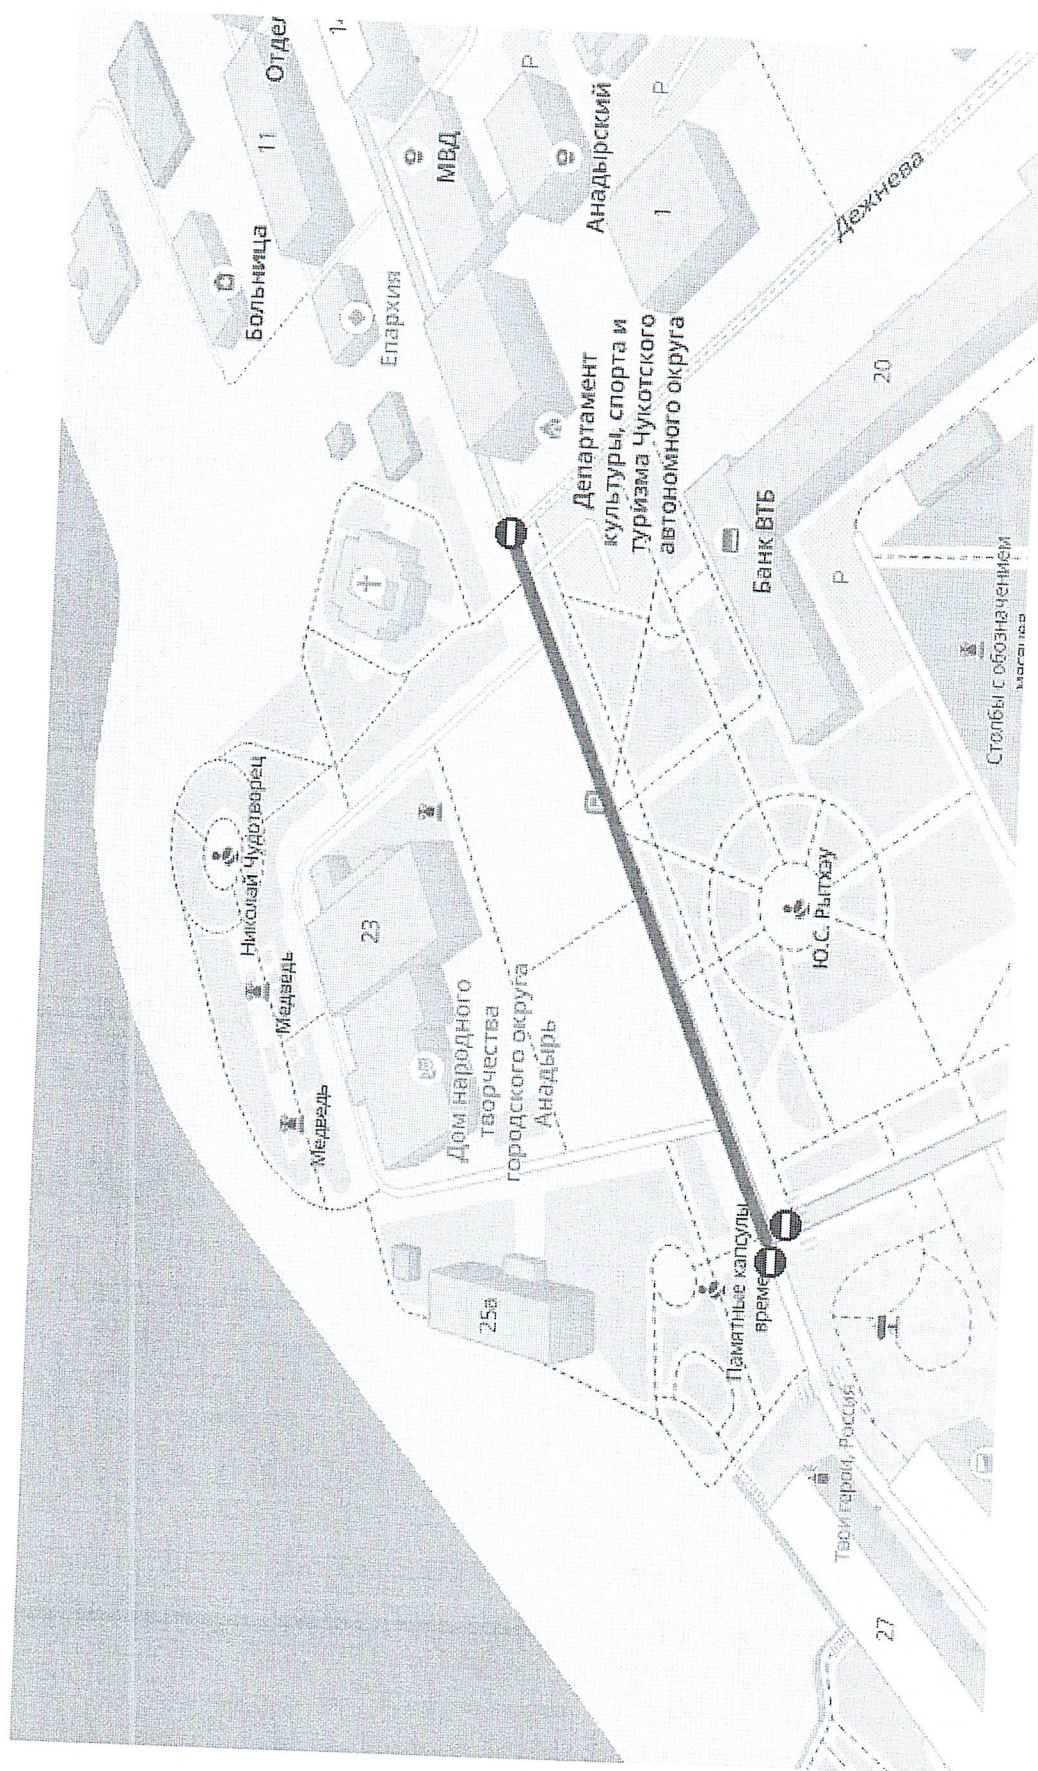 Отдел
11
Больница
Епархия
МВД
P
Анадырский
P
1
Дежнева
Департамент
культуры, спорта и
туризма Чукотского
автономного округа
20
Банк ВТБ
P
Столбы с обозначением
Николай Чудотворец
Медведь
Медведь
23
Дом народного
творчества
городского округа
Анадырь
Ю.С. Рытхэу
25а
Памятные капсулы
време
Твои герои, Россия
27